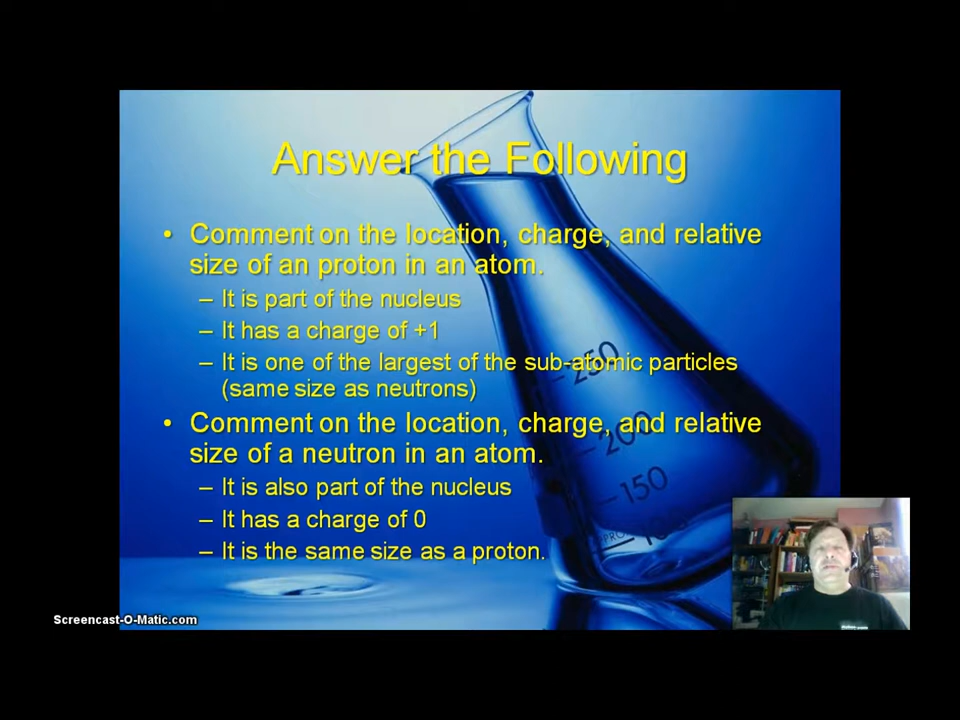 Answer the Following
• Comment on the location, charge, and relative
size of an proton in an atom.
– It is part of the nucleus
– It has a charge of +1
– It is one of the largest of the sub-atomic particles
(same size as neutrons)
• Comment on the location, charge, and relative
size of a neutron in an atom.
– It is also part of the nucleus
– It has a charge of 0
– It is the same size as a proton.
250
200
150
Screencast-O-Matic.com